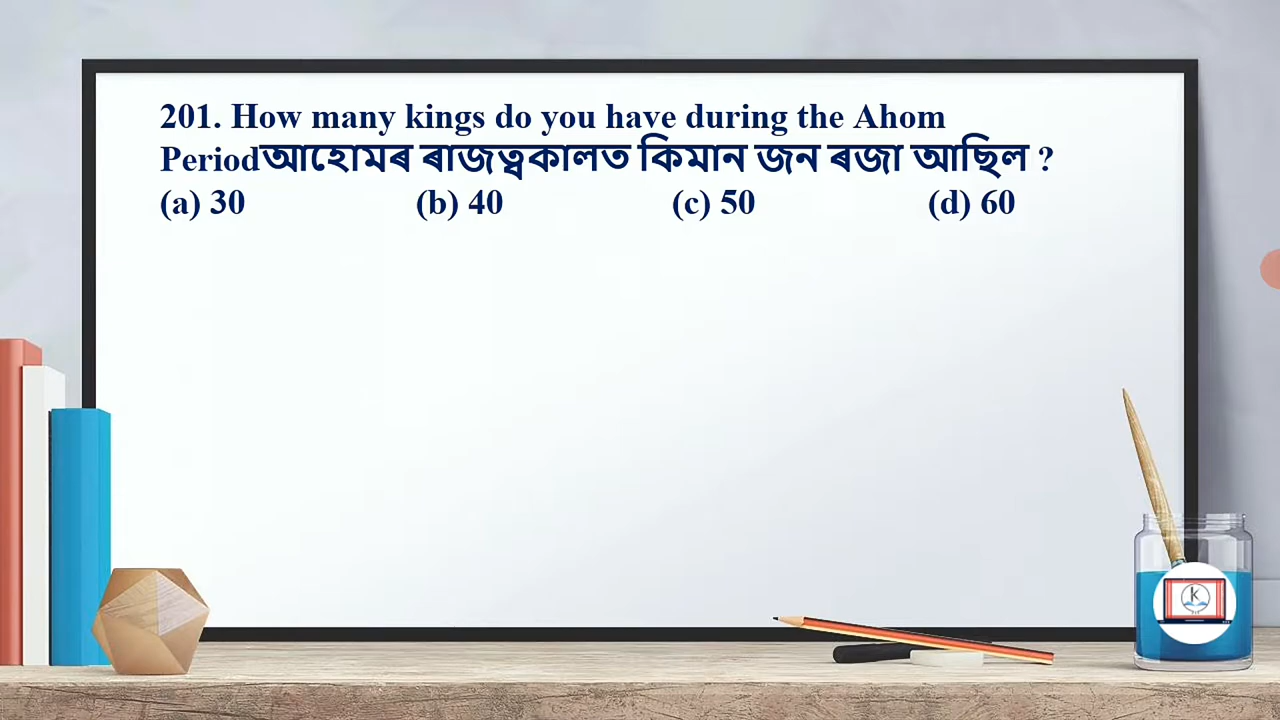 201. How many kings do you have during the Ahom
Periodআহোমৰ ৰাজত্বকালত কিমান জন ৰজা আছিল ?
(a) 30 (b) 40 (c) 50 (d) 60
K